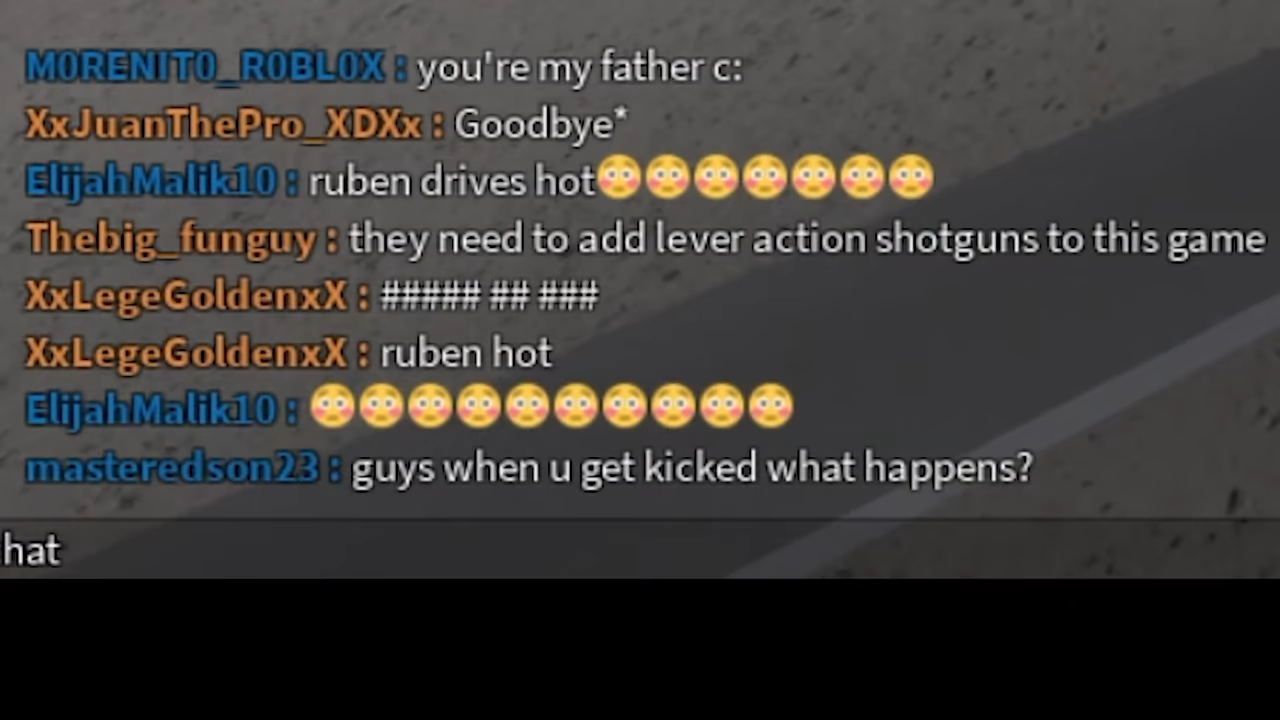 M0RENIT0_R0BL0X : you're my father c:
XxJuanThePro_XDXx : Goodbye*
ElijahMalik10 : ruben drives hot😳😳😳😳😳😳😳
Thebig_funguy : they need to add lever action shotguns to this game
XxLegeGoldenxX : ##### ## ###
XxLegeGoldenxX : ruben hot
ElijahMalik10 : 😳😳😳😳😳😳😳😳😳😳
masteredson23 : guys when u get kicked what happens?
hat